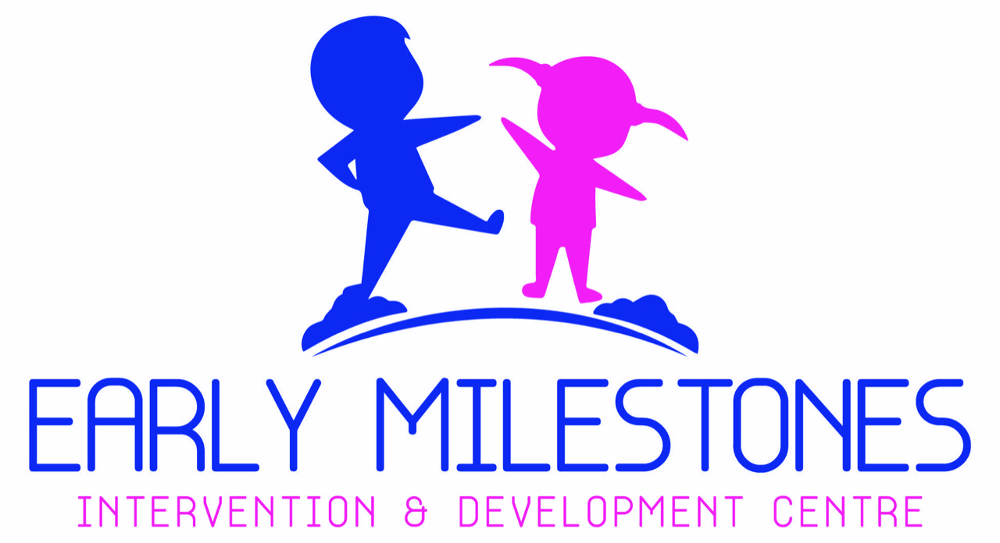 EARLY MILESTONES
INTERVENTION & DEVELOPMENT CENTRE